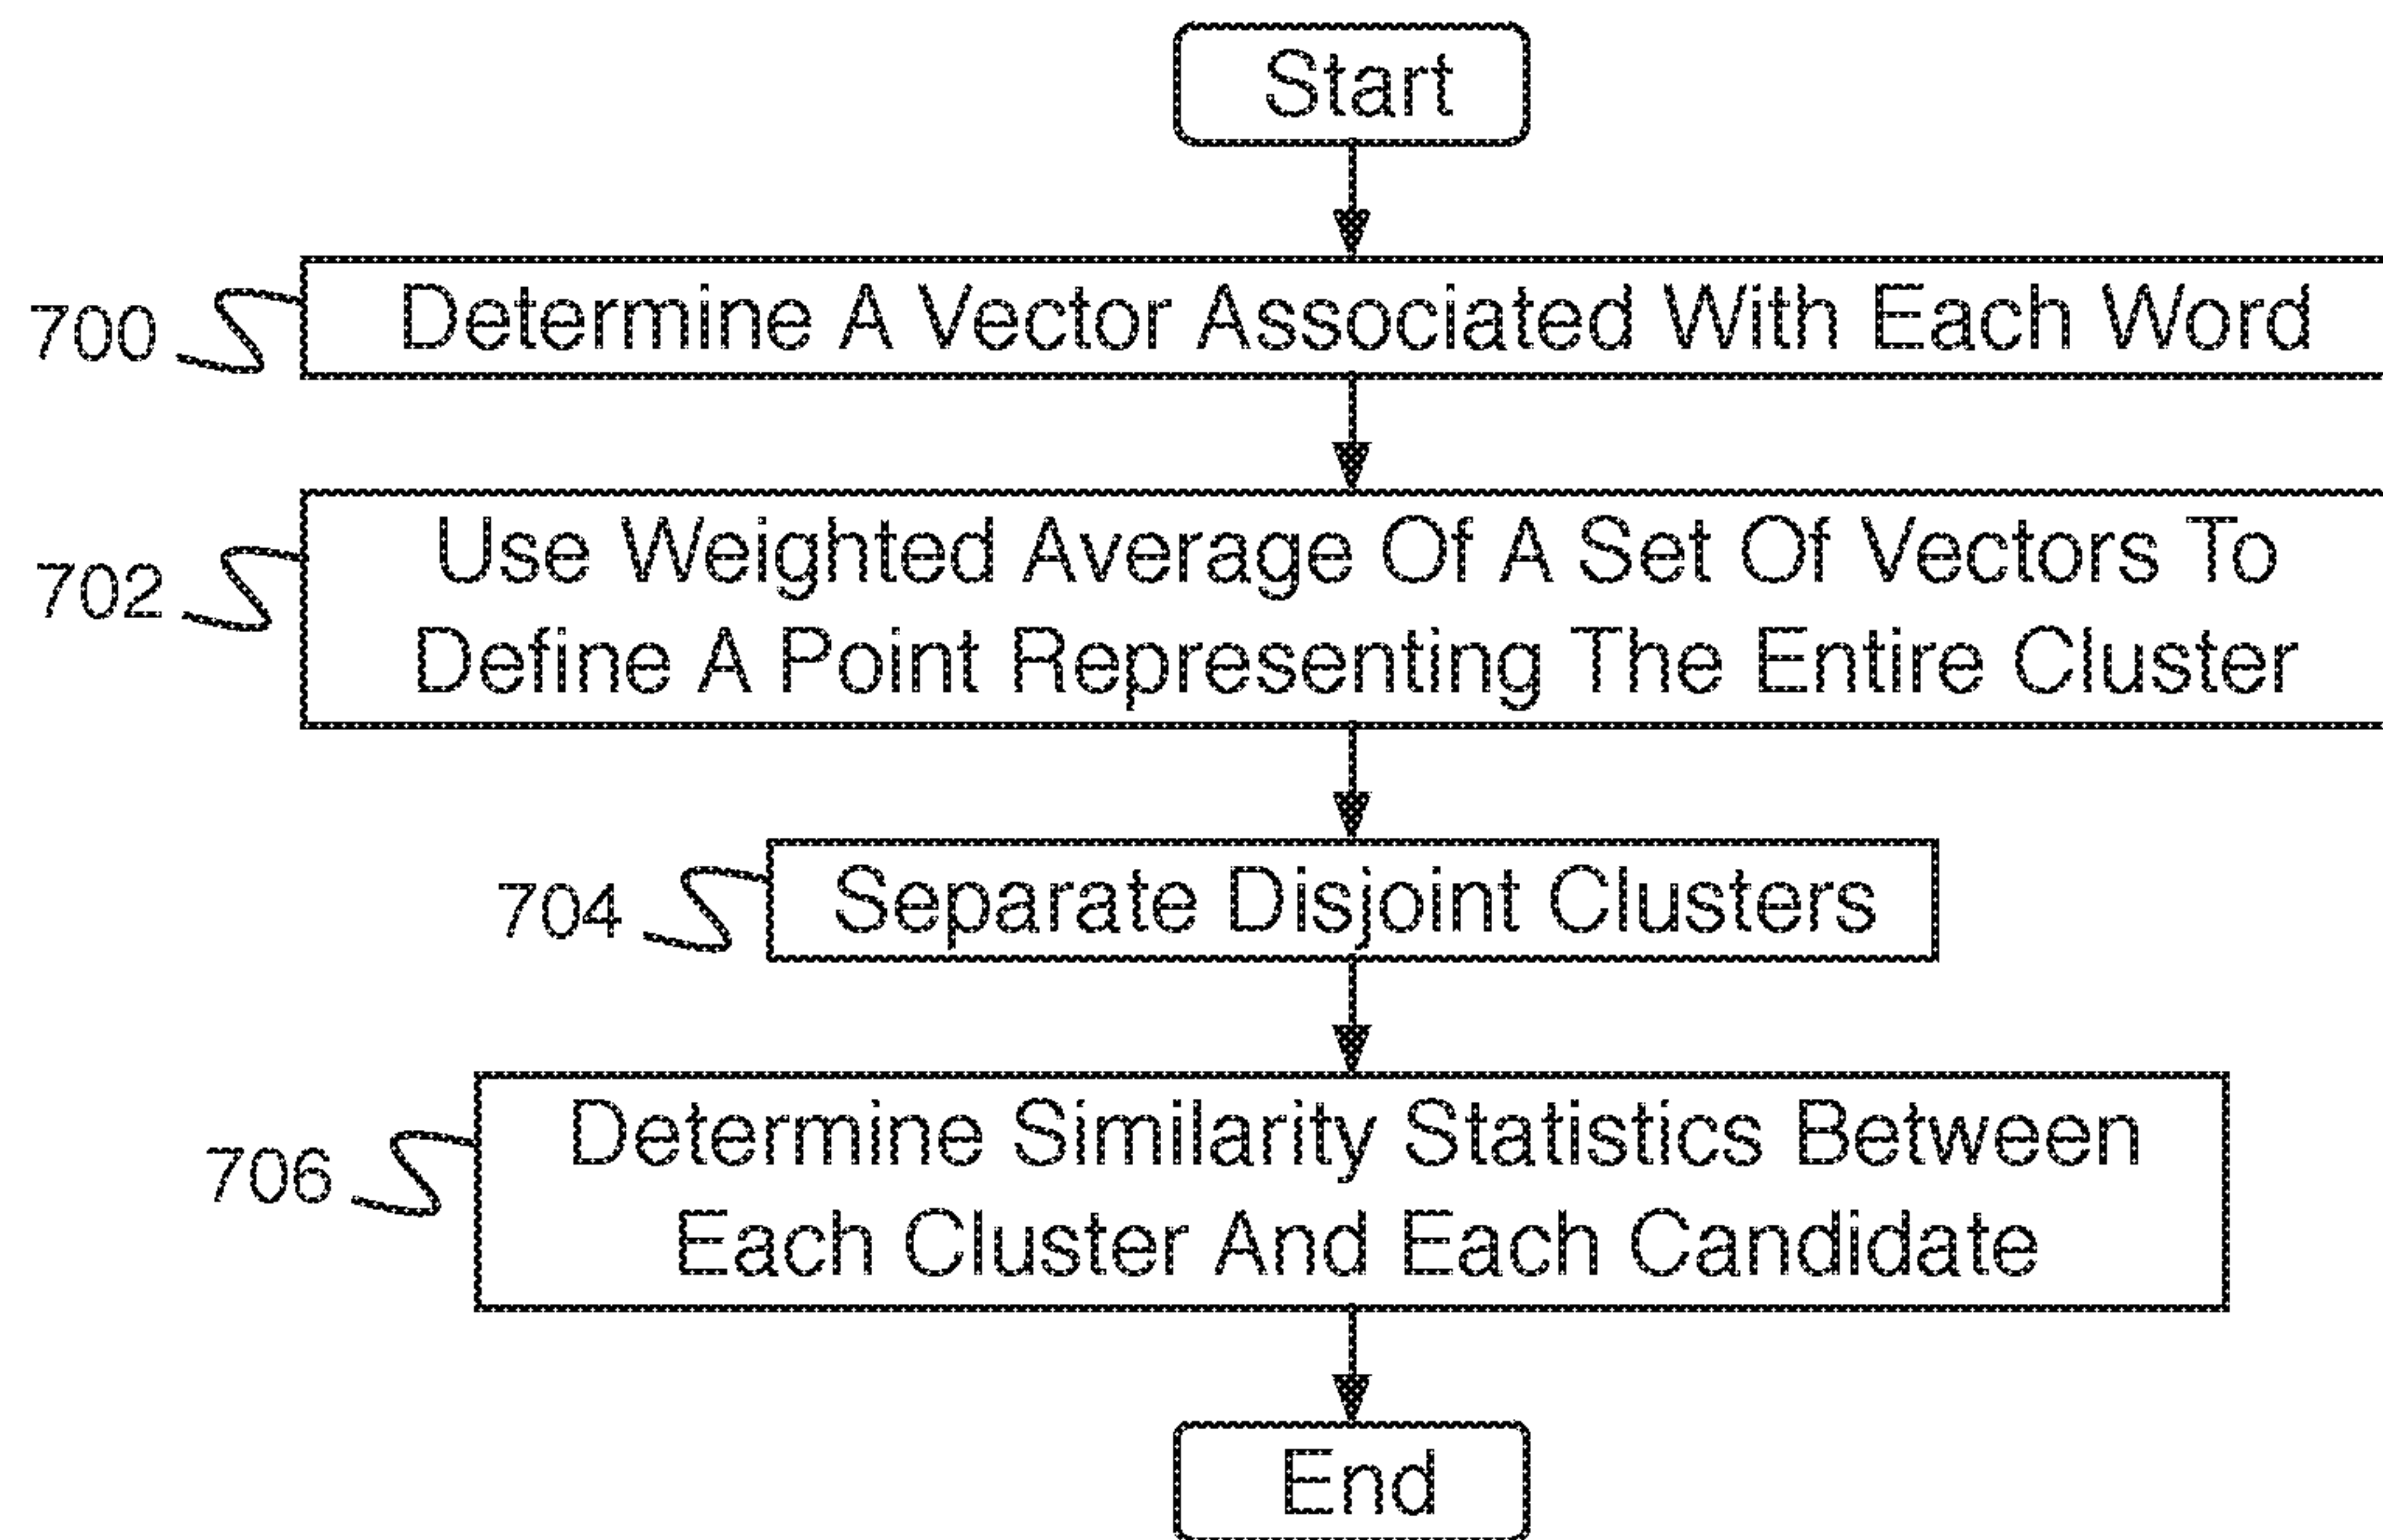 Start
700
Determine A Vector Associated With Each Word
702
Use Weighted Average Of A Set Of Vectors To
Define A Point Representing The Entire Cluster
704
Separate Disjoint Clusters
706
Determine Similarity Statistics Between
Each Cluster And Each Candidate
End